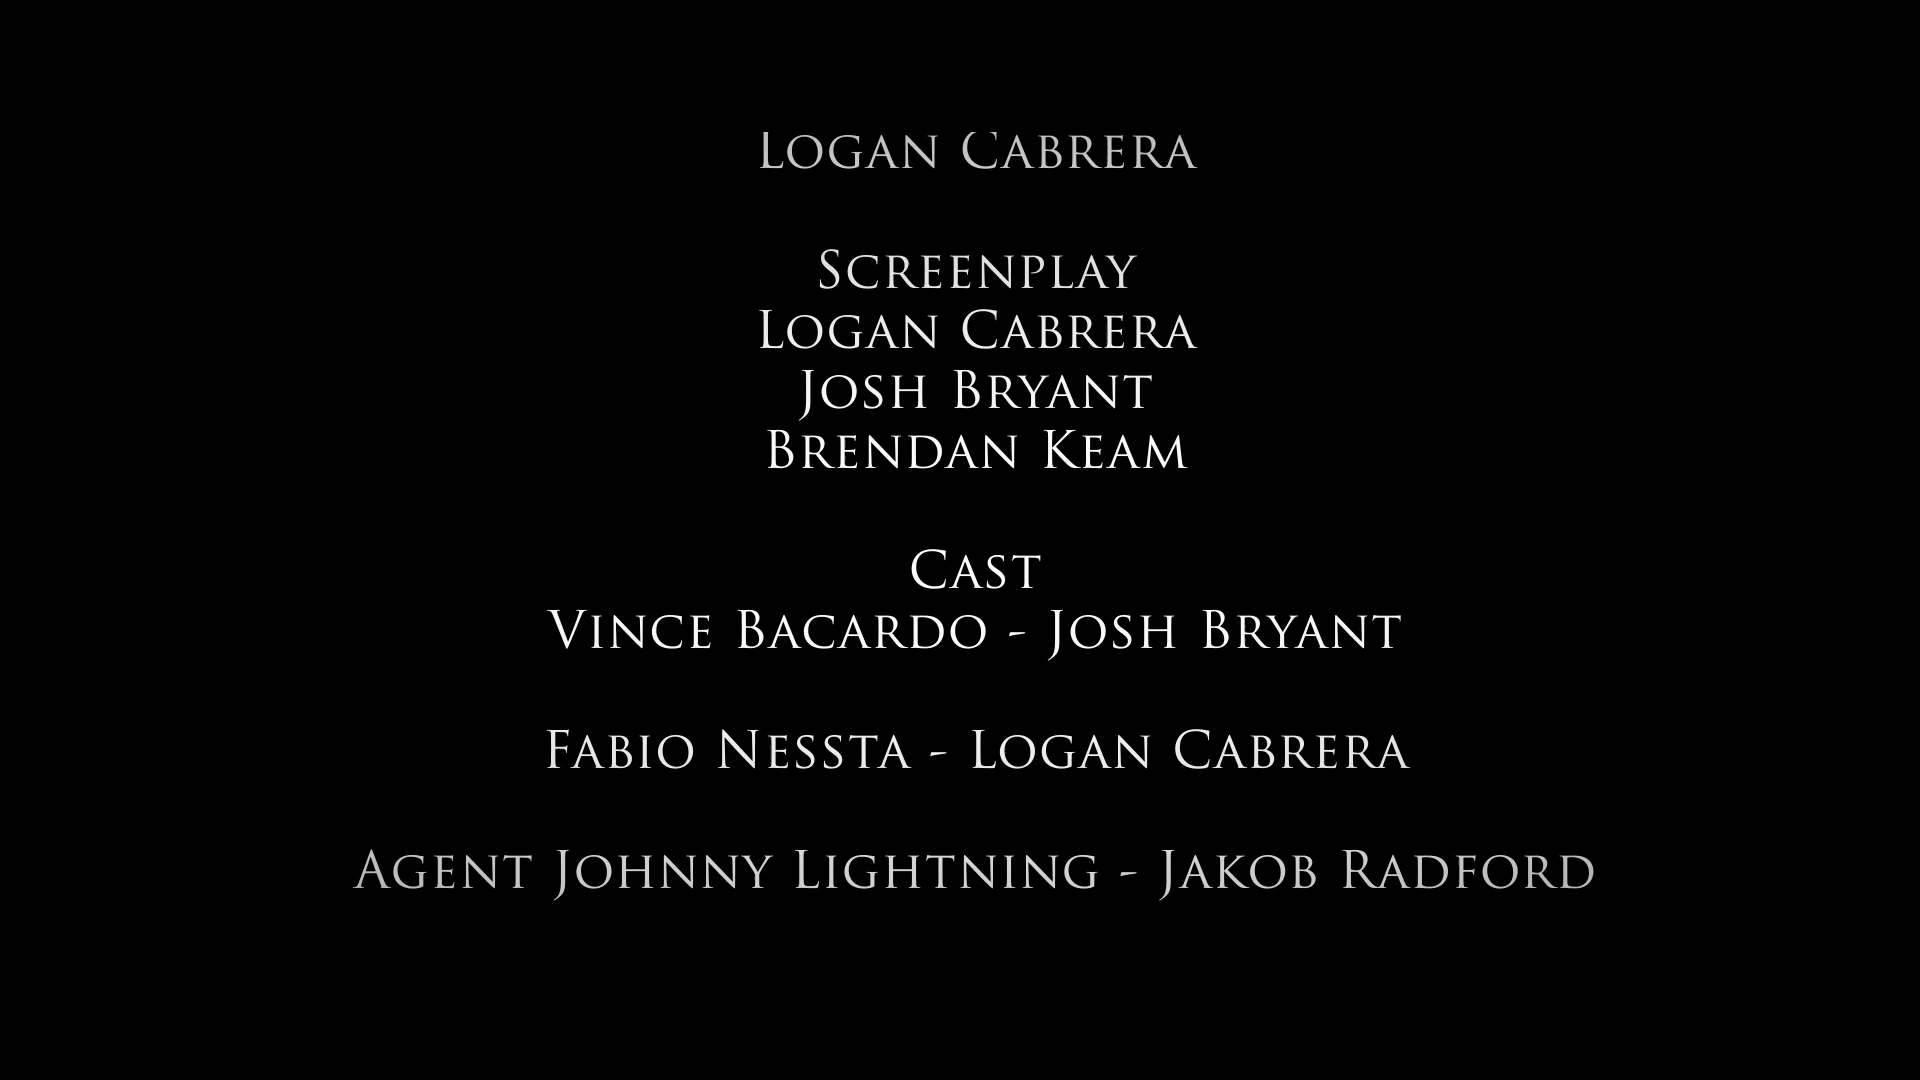 Logan Cabrera
Screenplay
Logan Cabrera
Josh Bryant
Brendan Keam
Cast
Vince Bacardo - Josh Bryant
Fabio Nessta - Logan Cabrera
Agent Johnny Lightning - Jakob Radford